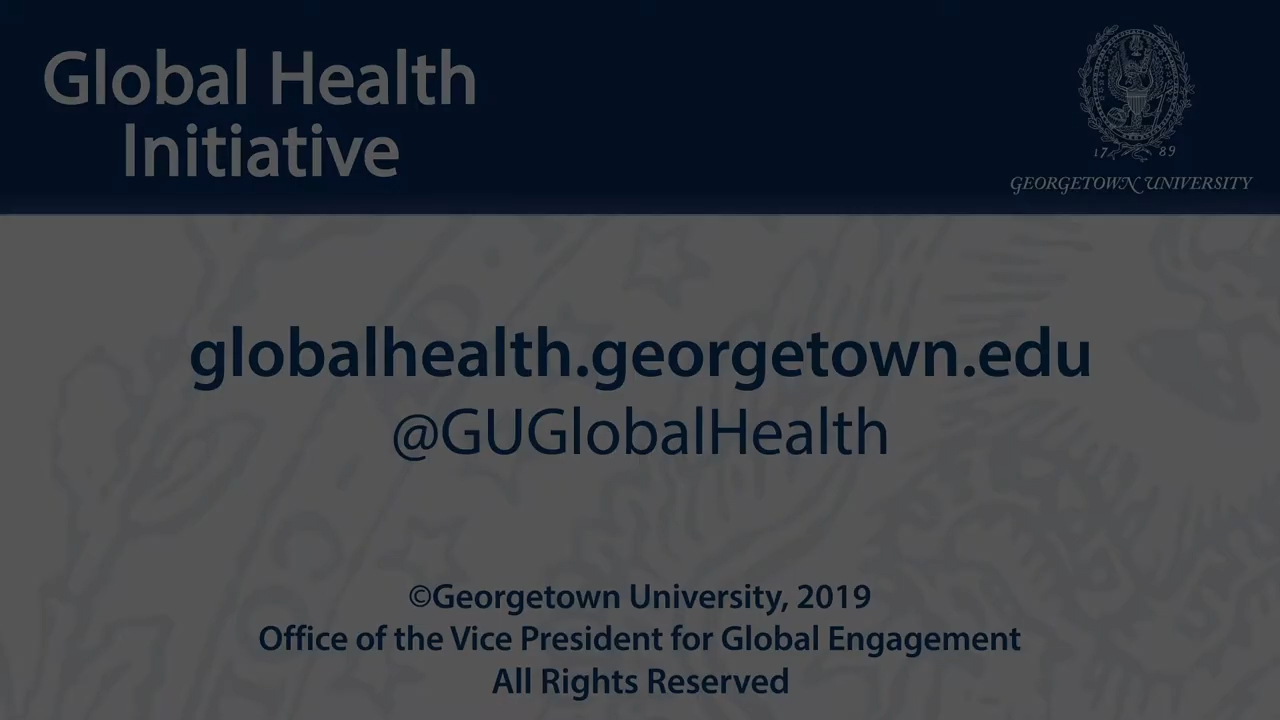 Global Health
Initiative
17 89
GEORGETOWN UNIVERSITY
globalhealth.georgetown.edu
@GUGlobalHealth
©Georgetown University, 2019
Office of the Vice President for Global Engagement
All Rights Reserved